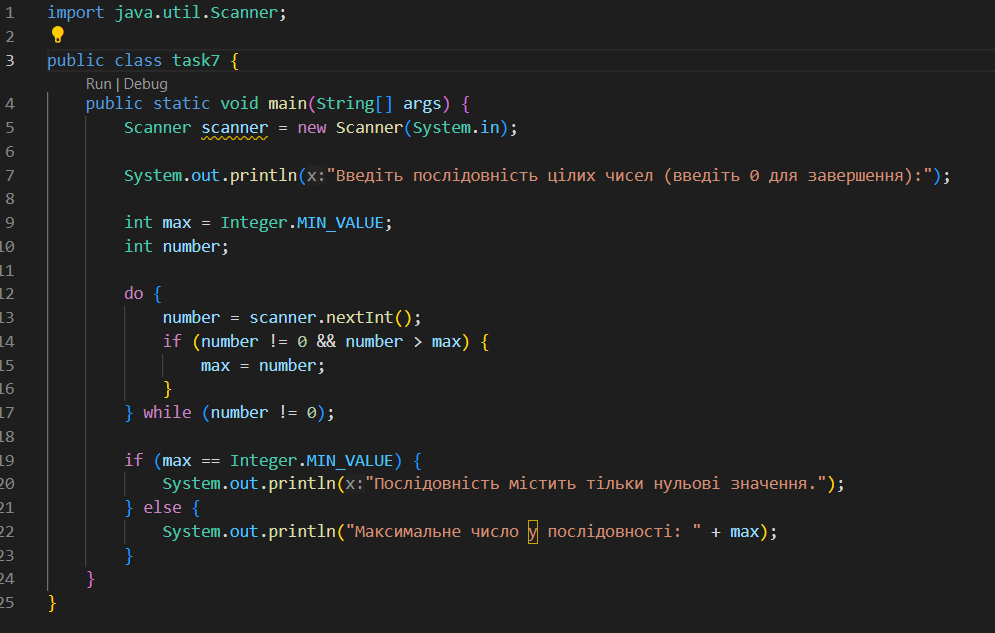 1 import java.util.Scanner;
2
3 public class task7 {
Run | Debug
4 public static void main(String[] args) {
5 Scanner scanner = new Scanner(System.in);
6
7 System.out.println(x:"Введіть послідовність цілих чисел (введіть 0 для завершення):");
8
9 int max = Integer.MIN_VALUE;
10 int number;
11
12 do {
13 number = scanner.nextInt();
14 if (number != 0 && number > max) {
15 max = number;
16 }
17 } while (number != 0);
18
19 if (max == Integer.MIN_VALUE) {
20 System.out.println(x:"Послідовність містить тільки нульові значення.");
21 } else {
22 System.out.println("Максимальне число у послідовності: " + max);
23 }
24 }
25 }